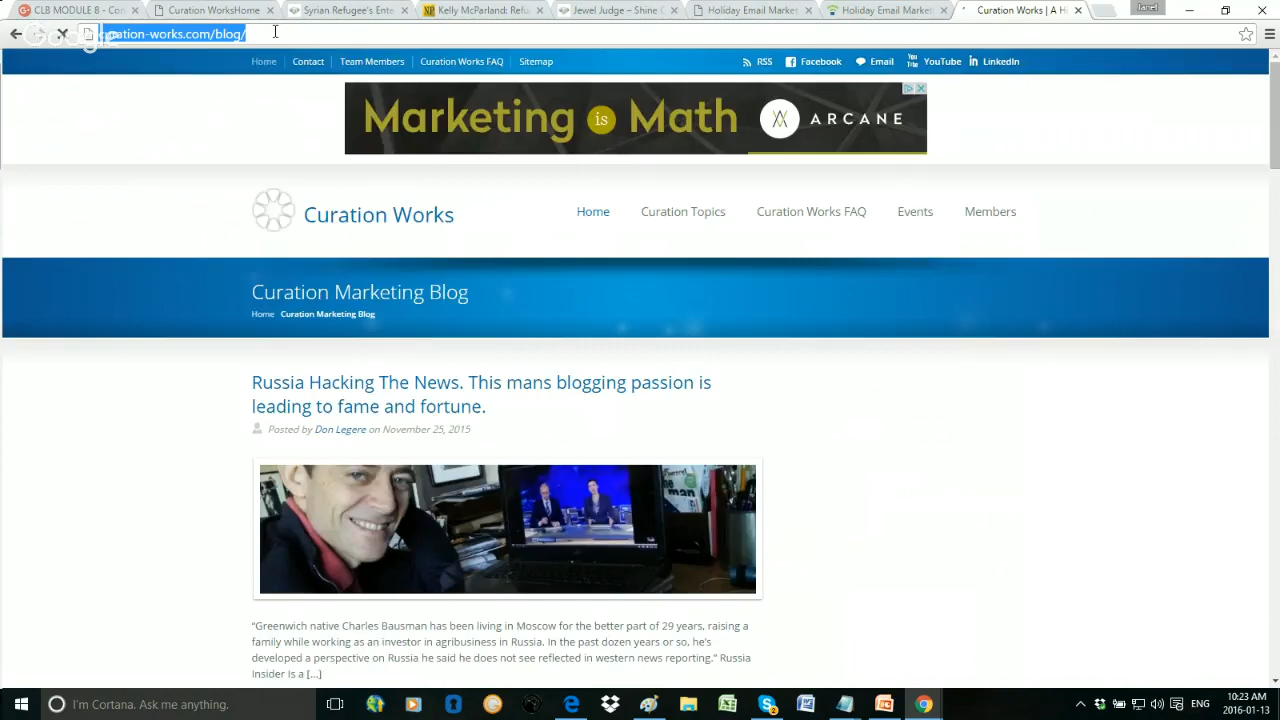 CLB MODULE 8 - Cur
Curation WorksHome
Syrian Refugee's Ente
Kelly McParland: Refu
Jewel Judge – Shine C
Holiday Email Market
Holiday Email Market
Curation Works | A H
Janel
curation-works.com/blog/
Google
Home Contact Team Members Curation Works FAQ Sitemap RSS Facebook Email YouTube YouTube LinkedIn
Marketing is Math ARCANE
Curation Works Home Curation Topics Curation Works FAQ Events Members
Curation Marketing Blog
Home Curation Marketing Blog
Russia Hacking The News. This mans blogging passion is
leading to fame and fortune.
Posted by Don Legere on November 25, 2015
"Greenwich native Charles Bausman has been living in Moscow for the better part of 29 years, raising a
family while working as an investor in agribusiness in Russia. In the past dozen years or so, he's
developed a perspective on Russia he said he does not see reflected in western news reporting." Russia
Insider Is a [...]
I'm Cortana. Ask me anything.
ENG
10:23 AM
2016-01-13